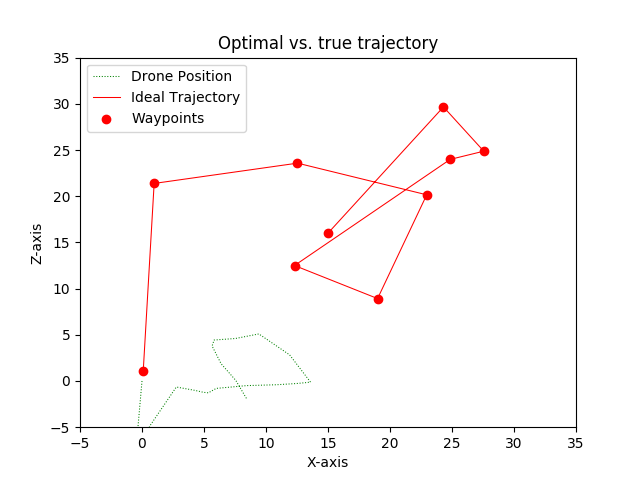 Optimal vs. true trajectory
Drone Position
Ideal Trajectory
Waypoints
Z-axis
35
30
25
20
15
10
5
0
−5
−5 0 5 10 15 20 25 30 35
X-axis